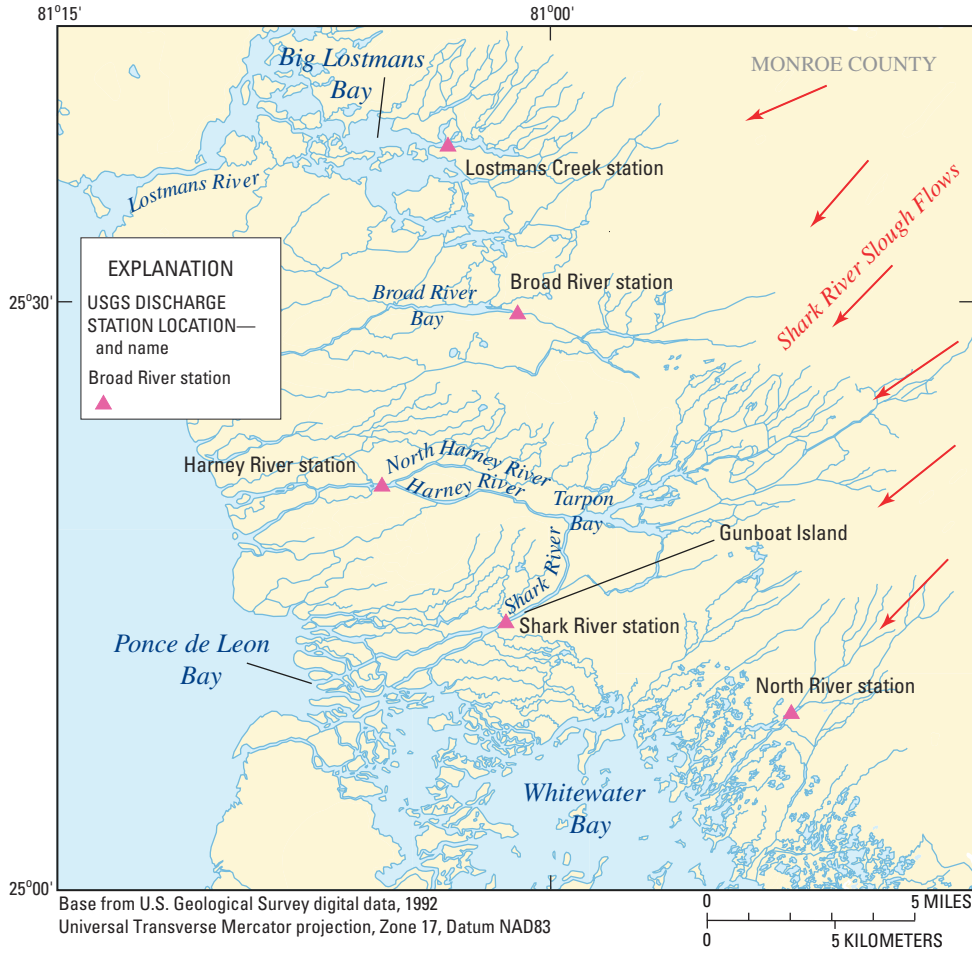 81°15'
81°00'
Big Lostmans
Bay
MONROE COUNTY
Lostmans Creek station
Lostmans River
Shark River Slough Flows
EXPLANATION
USGS DISCHARGE
STATION LOCATION—
and name
Broad River station
Broad River station
25°30'
Broad River
Bay
Harney River station
North Harney River
Harney River
Tarpon
Bay
Gunboat Island
Shark River
Shark River station
Ponce de Leon
Bay
North River station
Whitewater
Bay
25°00'
Base from U.S. Geological Survey digital data, 1992
Universal Transverse Mercator projection, Zone 17, Datum NAD83
0 5 MILES
0 5 KILOMETERS